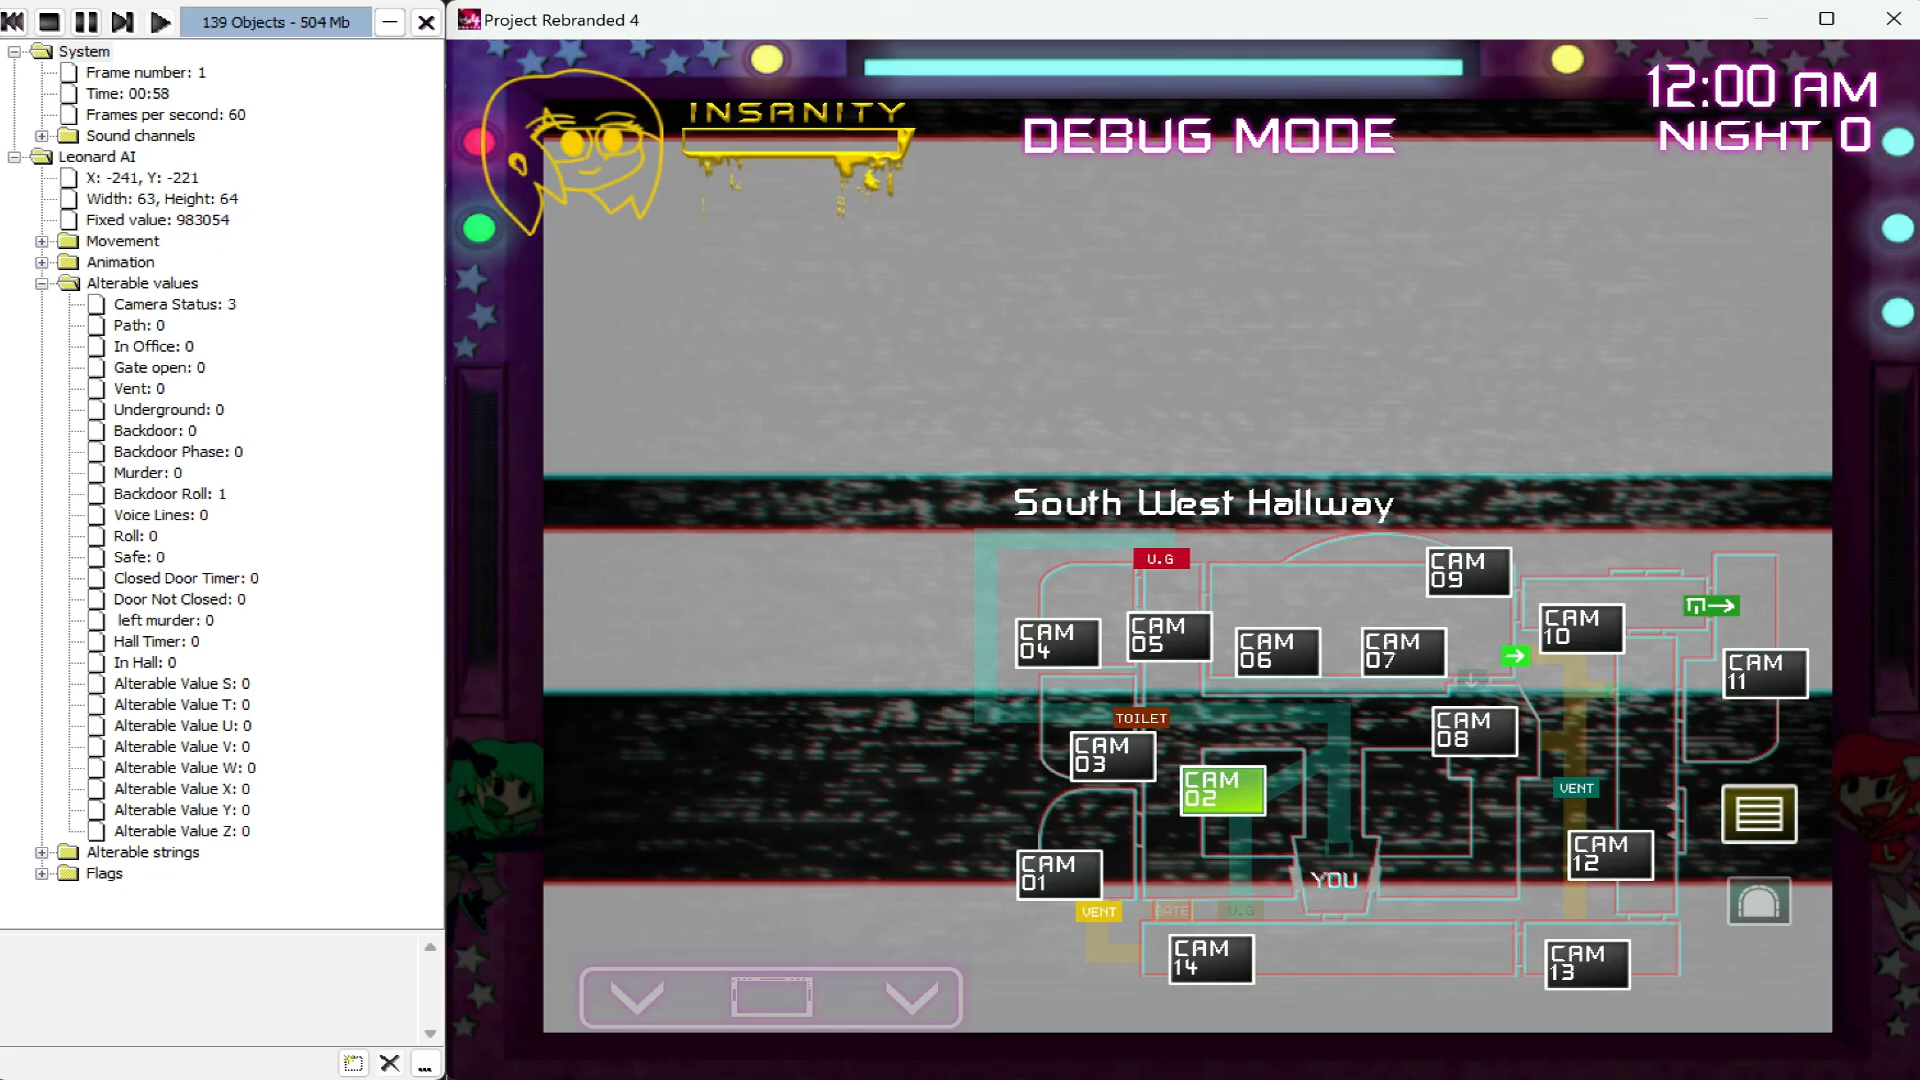 139 Objects - 504 Mb
System
Frame number: 1
Time: 00:58
Frames per second: 60
Sound channels
Leonard AI
X: -241, Y: -221
Width: 63, Height: 64
Fixed value: 983054
Movement
Animation
Alterable values
Camera Status: 3
Path: 0
In Office: 0
Gate open: 0
Vent: 0
Underground: 0
Backdoor: 0
Backdoor Phase: 0
Murder: 0
Backdoor Roll: 1
Voice Lines: 0
Roll: 0
Safe: 0
Closed Door Timer: 0
Door Not Closed: 0
left murder: 0
Hall Timer: 0
In Hall: 0
Alterable Value S: 0
Alterable Value T: 0
Alterable Value U: 0
Alterable Value V: 0
Alterable Value W: 0
Alterable Value X: 0
Alterable Value Y: 0
Alterable Value Z: 0
Alterable strings
Flags
Project Rebranded 4
INSANITY
DEBUG MODE
12:00 AM
NIGHT 0
South West Hallway
U.G
CAM
09
CAM
10
CAM
04
CAM
05
CAM
06
CAM
07
CAM
11
TOILET
CAM
03
CAM
08
CAM
02
VENT
CAM
12
CAM
01
YOU
VENT
GATE
U.G
CAM
14
CAM
13